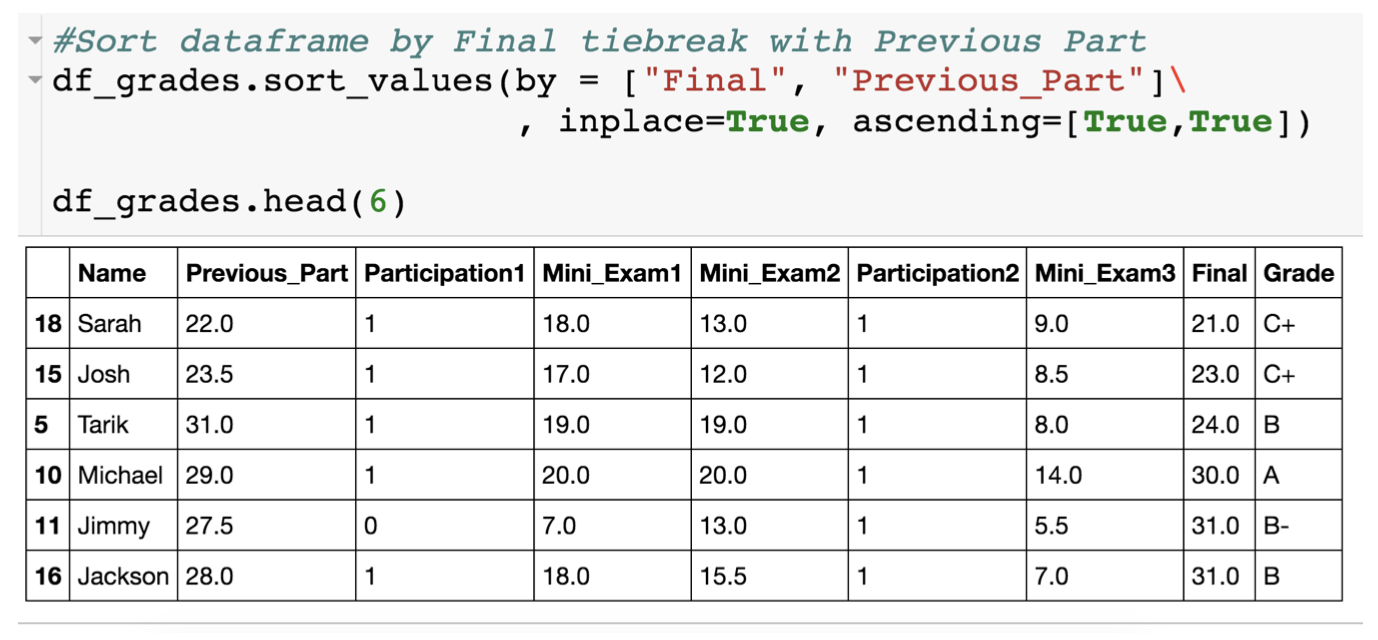 #Sort dataframe by Final tiebreak with Previous Part
df_grades.sort_values(by = ["Final", "Previous_Part"]\
, inplace=True, ascending=[True,True])
df_grades.head(6)
Name Previous_Part Participation1 Mini_Exam1 Mini_Exam2 Participation2 Mini_Exam3 Final Grade
18 Sarah 22.0 1 18.0 13.0 1 9.0 21.0 C+
15 Josh 23.5 1 17.0 12.0 1 8.5 23.0 C+
5 Tarik 31.0 1 19.0 19.0 1 8.0 24.0 B
10 Michael 29.0 1 20.0 20.0 1 14.0 30.0 A
11 Jimmy 27.5 0 7.0 13.0 1 5.5 31.0 B-
16 Jackson 28.0 1 18.0 15.5 1 7.0 31.0 B